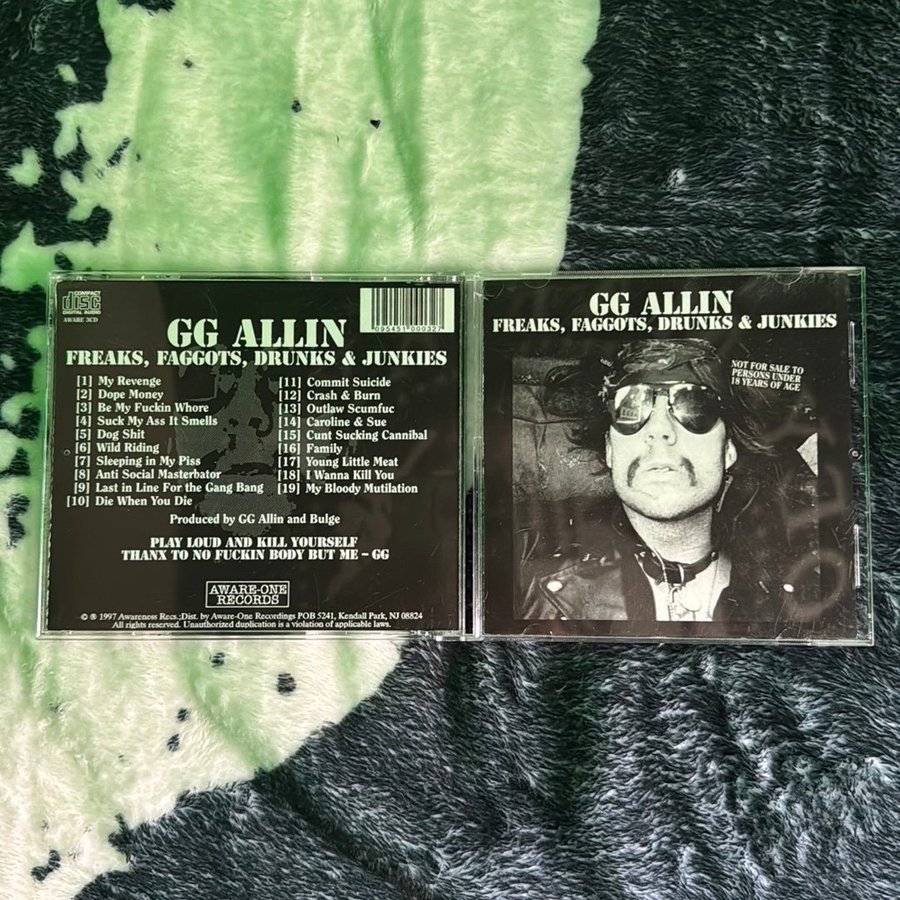 COMPACT
disc
DIGITAL AUDIO
AWARE 3CD
095451 000327
GG ALLIN
FREAKS, FAGGOTS, DRUNKS & JUNKIES
[1] My Revenge
[2] Dope Money
[3] Be My Fuckin Whore
[4] Suck My Ass It Smells
[5] Dog Shit
[6] Wild Riding
[7] Sleeping in My Piss
[8] Anti Social Masterbator
[9] Last in Line For the Gang Bang
[10] Die When You Die
[11] Commit Suicide
[12] Crash & Burn
[13] Outlaw Scumfuc
[14] Caroline & Sue
[15] Cunt Sucking Cannibal
[16] Family
[17] Young Little Meat
[18] I Wanna Kill You
[19] My Bloody Mutilation
Produced by GG Allin and Bulge
PLAY LOUD AND KILL YOURSELF
THANX TO NO FUCKIN BODY BUT ME – GG
AWARE-ONE
RECORDS
© ℗ 1997 Awareness Recs.;Dist. by Aware-One Recordings POB 5241, Kendall Park, NJ 08824
All rights reserved. Unauthorized duplication is a violation of applicable laws.
GG ALLIN
FREAKS, FAGGOTS, DRUNKS & JUNKIES
NOT FOR SALE TO
PERSONS UNDER
18 YEARS OF AGE